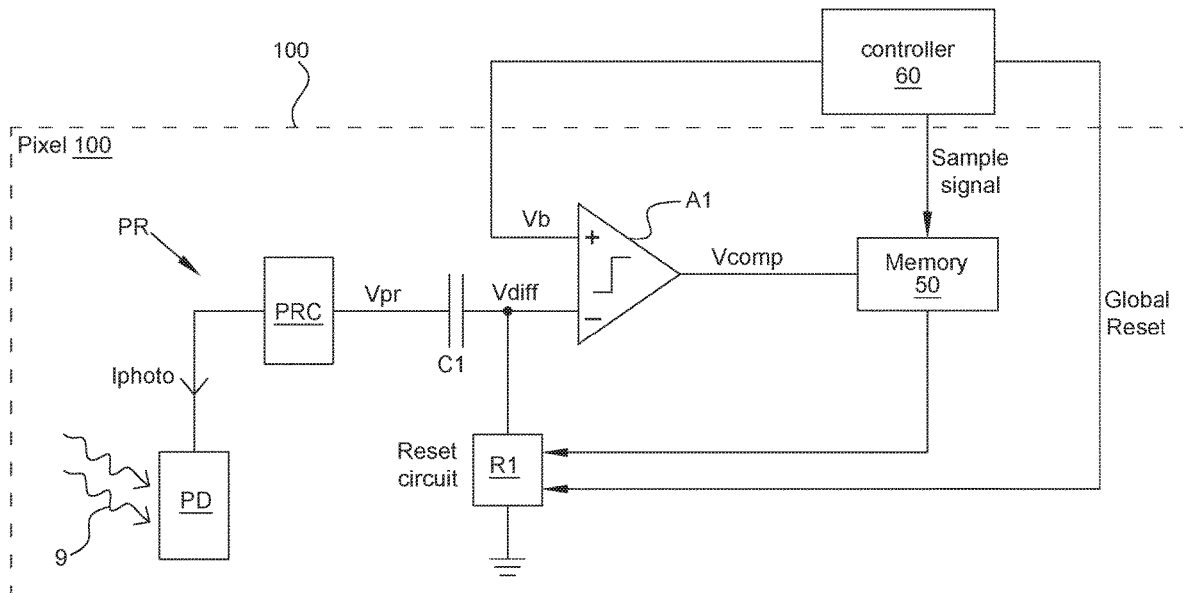 100
controller
60
Pixel 100
Sample
signal
PR
Vb
A1
+
Vcomp
Memory
50
PRC
Vpr
Vdiff
−
Global
Reset
C1
Iphoto
Reset
circuit
R1
PD
9